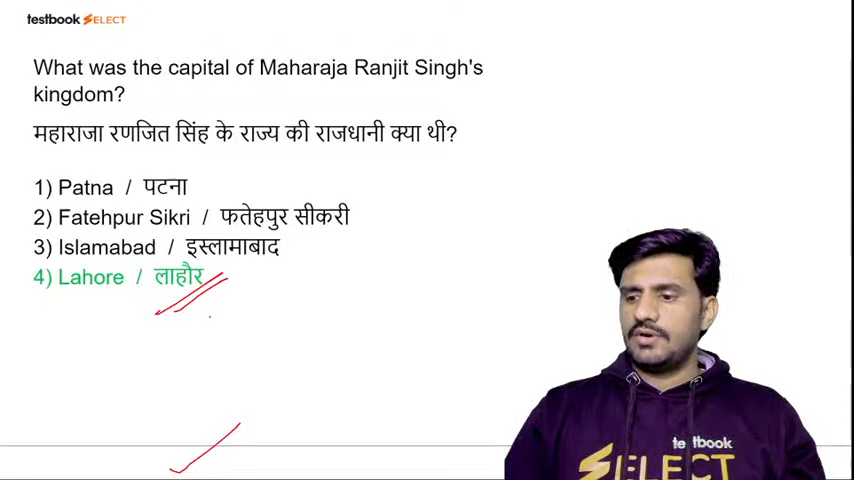 testbook SELECT
What was the capital of Maharaja Ranjit Singh's
kingdom?
महाराजा रणजित सिंह के राज्य की राजधानी क्या थी?
1) Patna / पटना
2) Fatehpur Sikri / फतेहपुर सीकरी
3) Islamabad / इस्लामाबाद
4) Lahore / लाहौर
testbook
SELECT